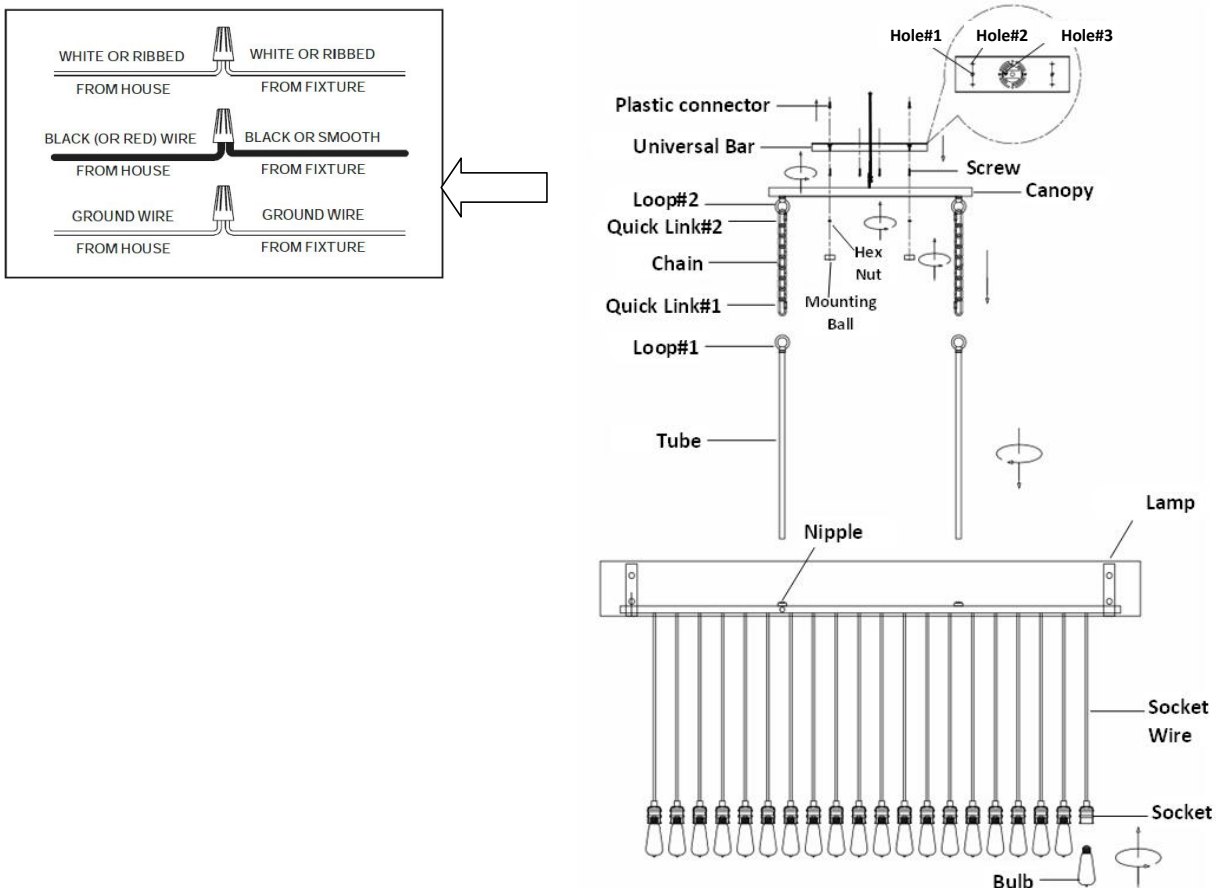 WHITE OR RIBBED
WHITE OR RIBBED
FROM HOUSE
FROM FIXTURE
BLACK (OR RED) WIRE
BLACK OR SMOOTH
FROM HOUSE
FROM FIXTURE
GROUND WIRE
GROUND WIRE
FROM HOUSE
FROM FIXTURE
Hole#1
Hole#2
Hole#3
Plastic connector
Universal Bar
Screw
Canopy
Loop#2
Quick Link#2
Hex
Nut
Chain
Quick Link#1
Mounting
Ball
Loop#1
Tube
Lamp
Nipple
Socket
Wire
Socket
Bulb